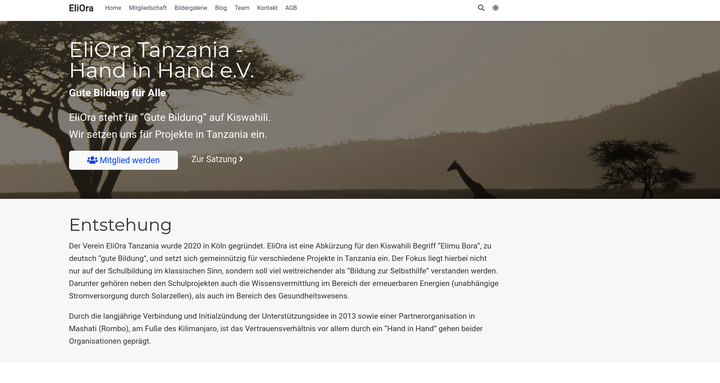 EliOra Home Mitgliedschaft Bildergalerie Blog Team Kontakt AGB
EliOra Tanzania -
Hand in Hand e.V.
Gute Bildung für Alle
EliOra steht für "Gute Bildung" auf Kiswahili.
Wir setzen uns für Projekte in Tanzania ein.
Mitglied werden Zur Satzung
Entstehung
Der Verein EliOra Tanzania wurde 2020 in Köln gegründet. EliOra ist eine Abkürzung für den Kiswahili Begriff "Elimu Bora", zu
deutsch "gute Bildung", und setzt sich gemeinnützig für verschiedene Projekte in Tanzania ein. Der Fokus liegt hierbei nicht
nur auf der Schulbildung im klassischen Sinn, sondern soll viel weitreichender als "Bildung zur Selbsthilfe" verstanden werden.
Darunter gehören neben den Schulprojekten auch die Wissensvermittlung im Bereich der erneuerbaren Energien (unabhängige
Stromversorgung durch Solarzellen), als auch im Bereich des Gesundheitswesens.
Durch die langjährige Verbindung und Initialzündung der Unterstützungsidee in 2013 sowie einer Partnerorganisation in
Mashati (Rombo), am Fuße des Kilimanjaro, ist das Vertrauensverhältnis vor allem durch ein "Hand in Hand" gehen beider
Organisationen geprägt.